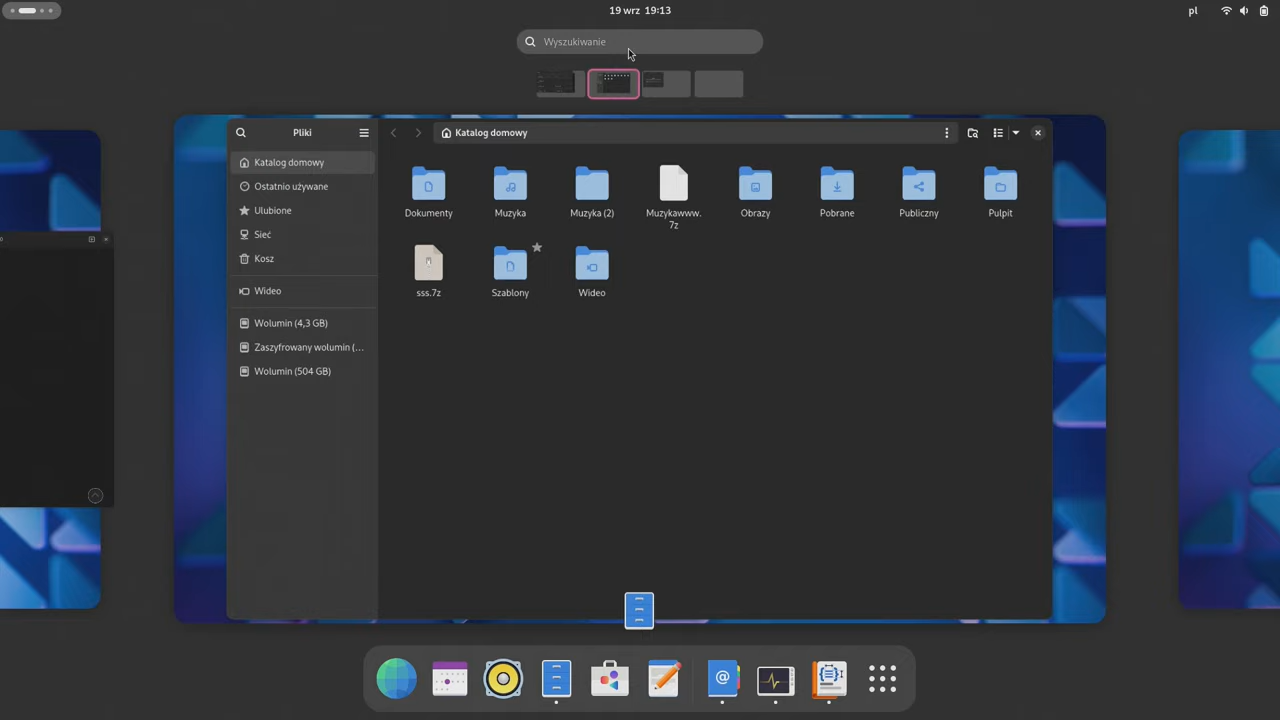 19 wrz 19:13
pl
Wyszukiwanie
Pliki
Katalog domowy
Katalog domowy
Ostatnio używane
Ulubione
Sieć
Kosz
Wideo
Wolumin (4,3 GB)
Zaszyfrowany wolumin (…
Wolumin (504 GB)
Dokumenty
Muzyka
Muzyka (2)
Muzykawww.
7z
Obrazy
Pobrane
Publiczny
Pulpit
sss.7z
Szablony
Wideo